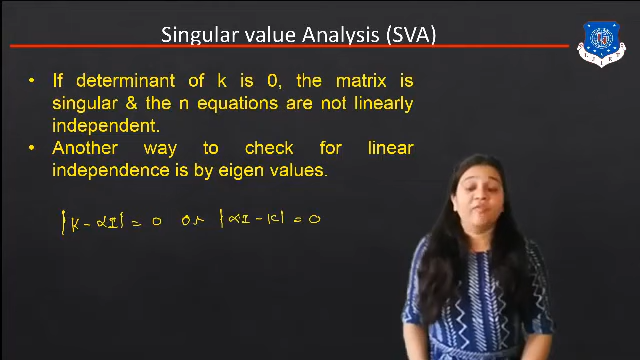 Singular value Analysis (SVA)
• If determinant of k is 0, the matrix is
singular & the n equations are not linearly
independent.
• Another way to check for linear
independence is by eigen values.
|K - αI| = 0 or |αI - K| = 0